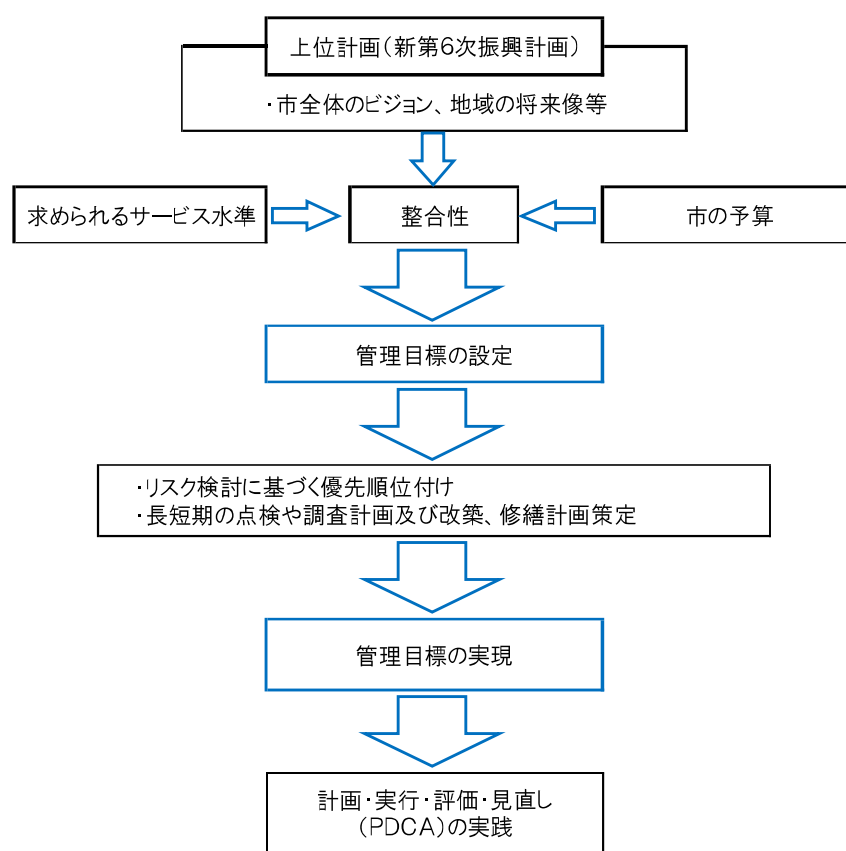 上位計画(新第6次振興計画)
・市全体のビジョン、地域の将来像等
求められるサービス水準
整合性
市の予算
管理目標の設定
・リスク検討に基づく優先順位付け
・長短期の点検や調査計画及び改築、修繕計画策定
管理目標の実現
計画・実行・評価・見直し
(PDCA)の実践